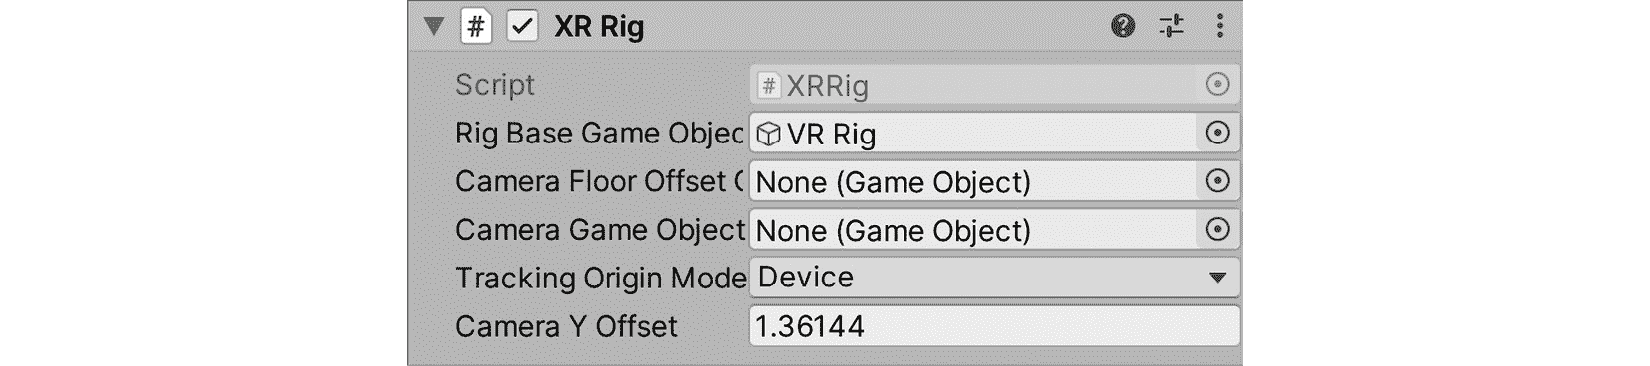 # XR Rig
Script # XRRig
Rig Base Game Objec VR Rig
Camera Floor Offset None (Game Object)
Camera Game Object None (Game Object)
Tracking Origin Mode Device
Camera Y Offset 1.36144